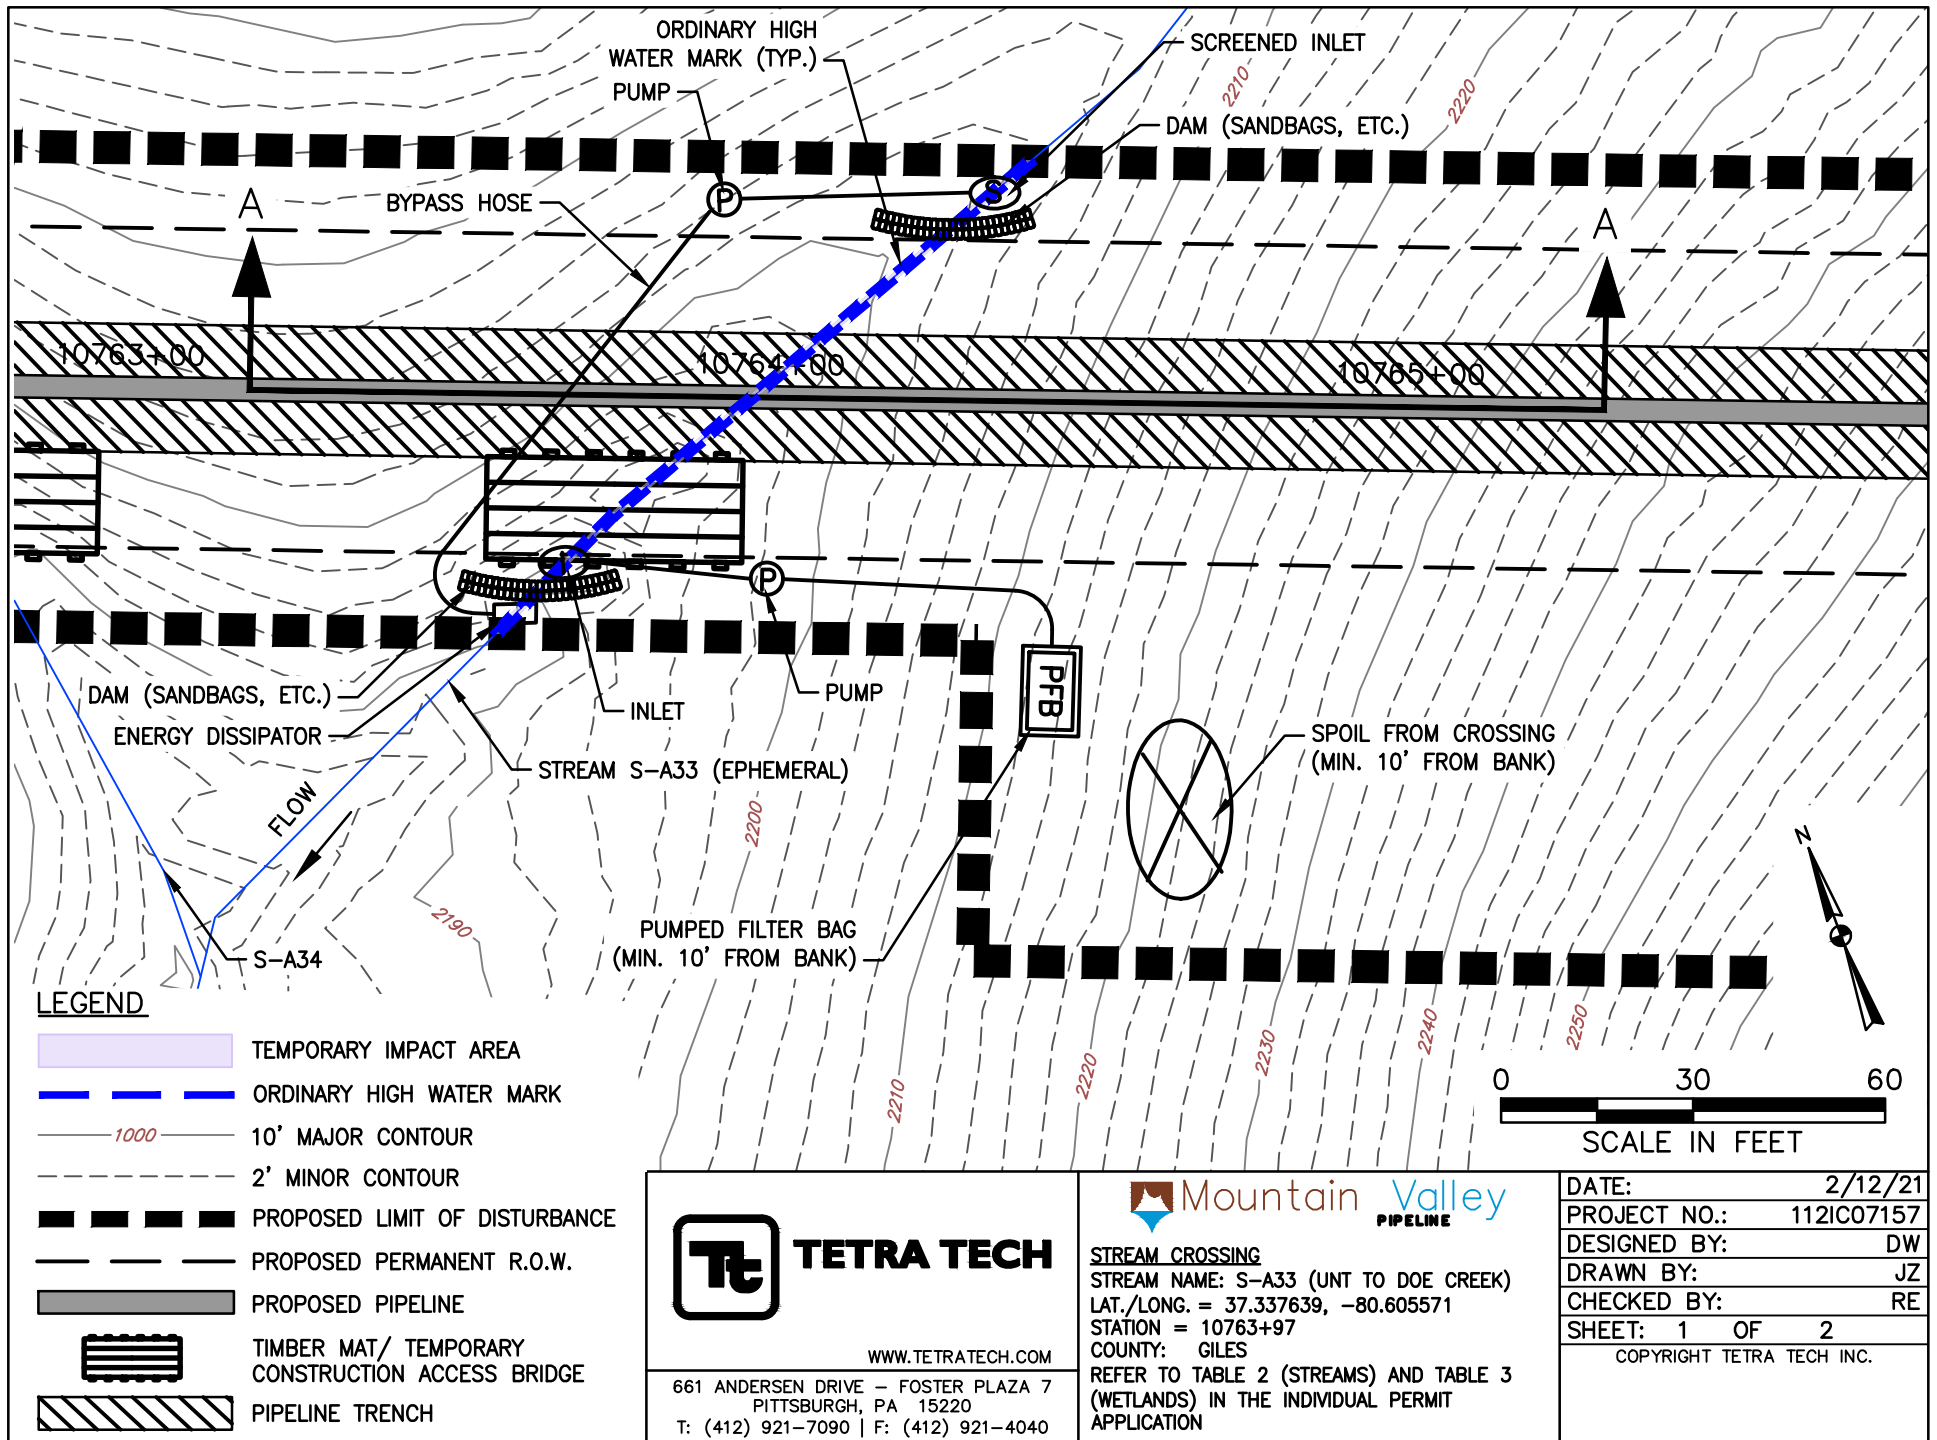 ORDINARY HIGH
WATER MARK (TYP.)
SCREENED INLET
PUMP
2210
2220
DAM (SANDBAGS, ETC.)
BYPASS HOSE
P
S
A
A
10763+00
10764+00
10765+00
I
P
DAM (SANDBAGS, ETC.)
ENERGY DISSIPATOR
INLET
PUMP
PFB
STREAM S-A33 (EPHEMERAL)
SPOIL FROM CROSSING
(MIN. 10' FROM BANK)
FLOW
2200
2190
PUMPED FILTER BAG
(MIN. 10' FROM BANK)
S-A34
N
2210
2220
2230
2240
2250
LEGEND
TEMPORARY IMPACT AREA
ORDINARY HIGH WATER MARK
1000
10' MAJOR CONTOUR
2' MINOR CONTOUR
PROPOSED LIMIT OF DISTURBANCE
PROPOSED PERMANENT R.O.W.
PROPOSED PIPELINE
TIMBER MAT/ TEMPORARY
CONSTRUCTION ACCESS BRIDGE
PIPELINE TRENCH
0 30 60
SCALE IN FEET
Tt
TETRA TECH
WWW.TETRATECH.COM
661 ANDERSEN DRIVE - FOSTER PLAZA 7
PITTSBURGH, PA 15220
T: (412) 921-7090 | F: (412) 921-4040
Mountain Valley
PIPELINE
STREAM CROSSING
STREAM NAME: S-A33 (UNT TO DOE CREEK)
LAT./LONG. = 37.337639, -80.605571
STATION = 10763+97
COUNTY: GILES
REFER TO TABLE 2 (STREAMS) AND TABLE 3
(WETLANDS) IN THE INDIVIDUAL PERMIT
APPLICATION
DATE: 2/12/21
PROJECT NO.: 112IC07157
DESIGNED BY: DW
DRAWN BY: JZ
CHECKED BY: RE
SHEET: 1 OF 2
COPYRIGHT TETRA TECH INC.